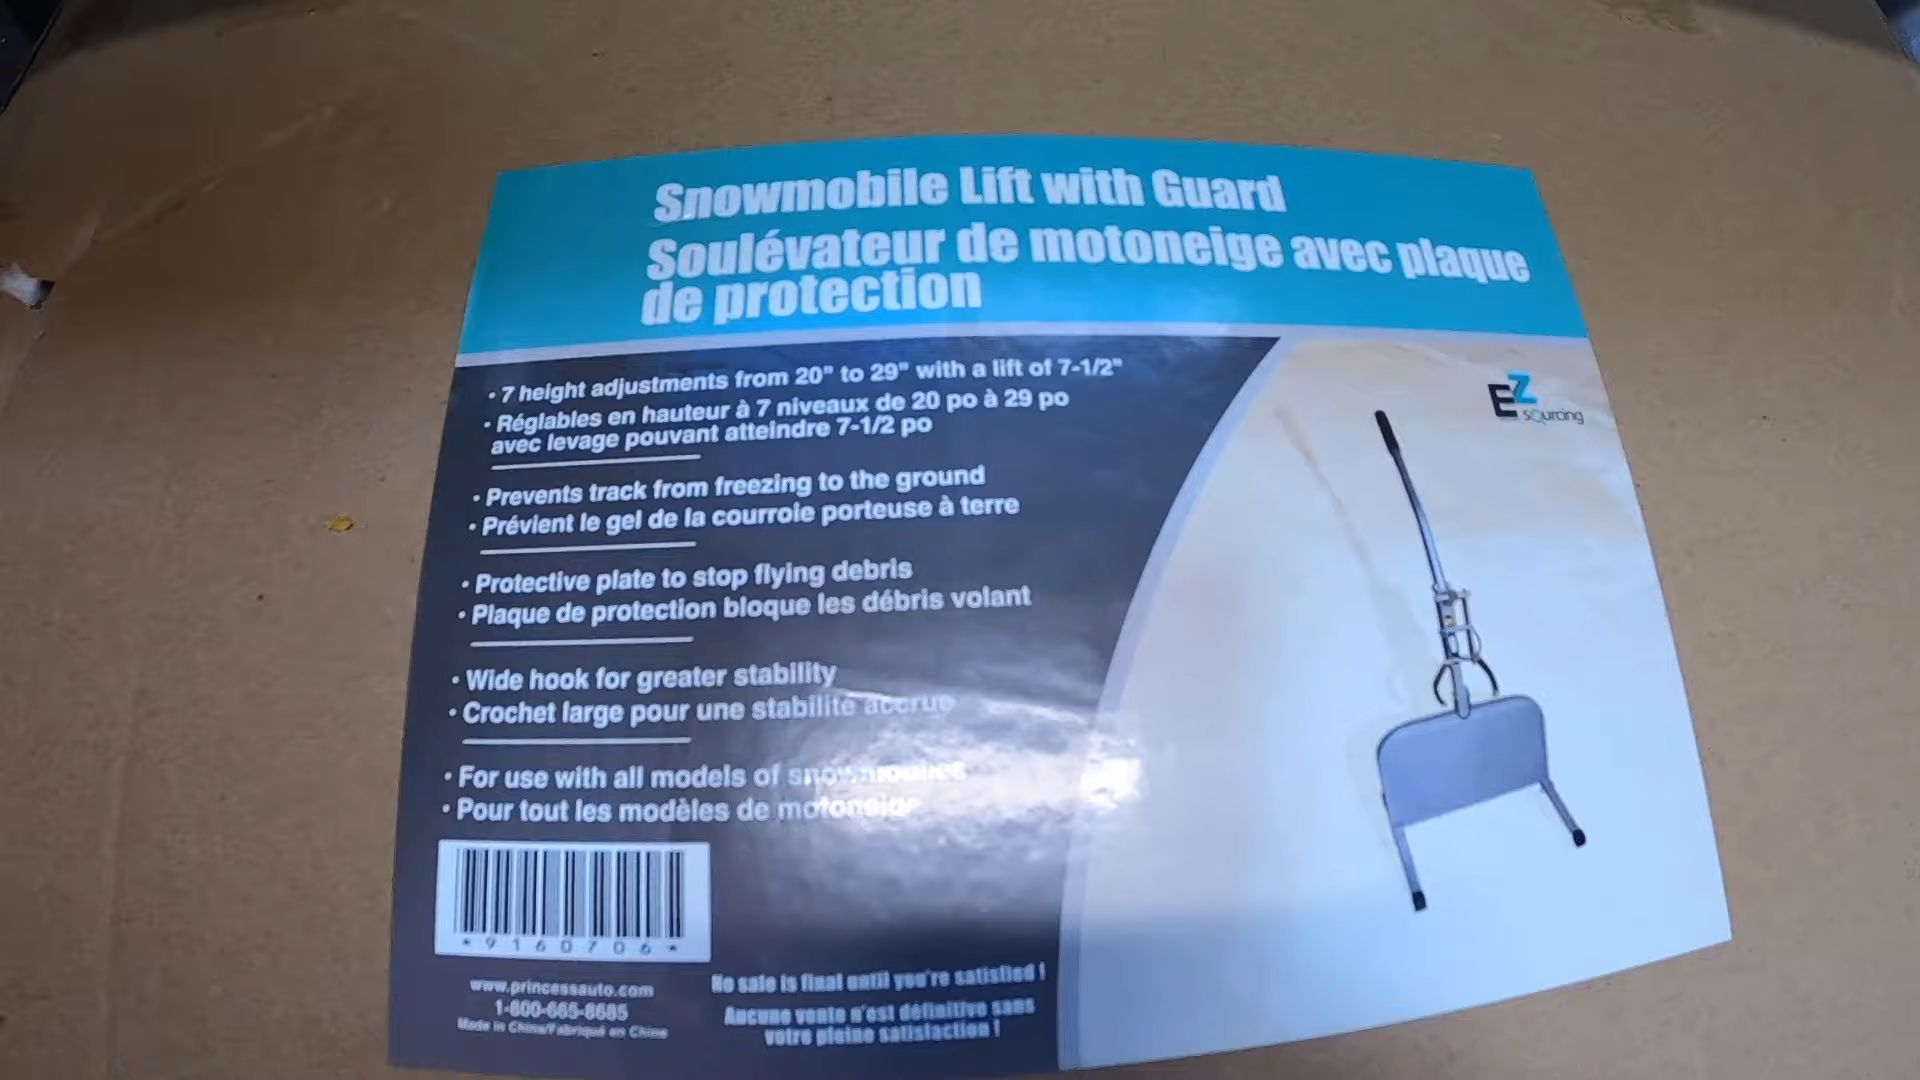 Snowmobile Lift with Guard
Soulévateur de motoneige avec plaque
de protection
EZ
sourcing
• 7 height adjustments from 20" to 29" with a lift of 7-1/2"
• Réglables en hauteur à 7 niveaux de 20 po à 29 po
avec levage pouvant atteindre 7-1/2 po
• Prevents track from freezing to the ground
• Prévient le gel de la courroie porteuse à terre
• Protective plate to stop flying debris
• Plaque de protection bloque les débris volant
• Wide hook for greater stability
• Crochet large pour une stabilité accrue
• For use with all models of snowmobiles
• Pour tout les modèles de motoneige
*9160706*
www.princessauto.com
1-800-665-8685
Made in China/Fabriqué en Chine
No sale is final until you're satisfied !
Aucune vente n'est définitive sans
votre pleine satisfaction !